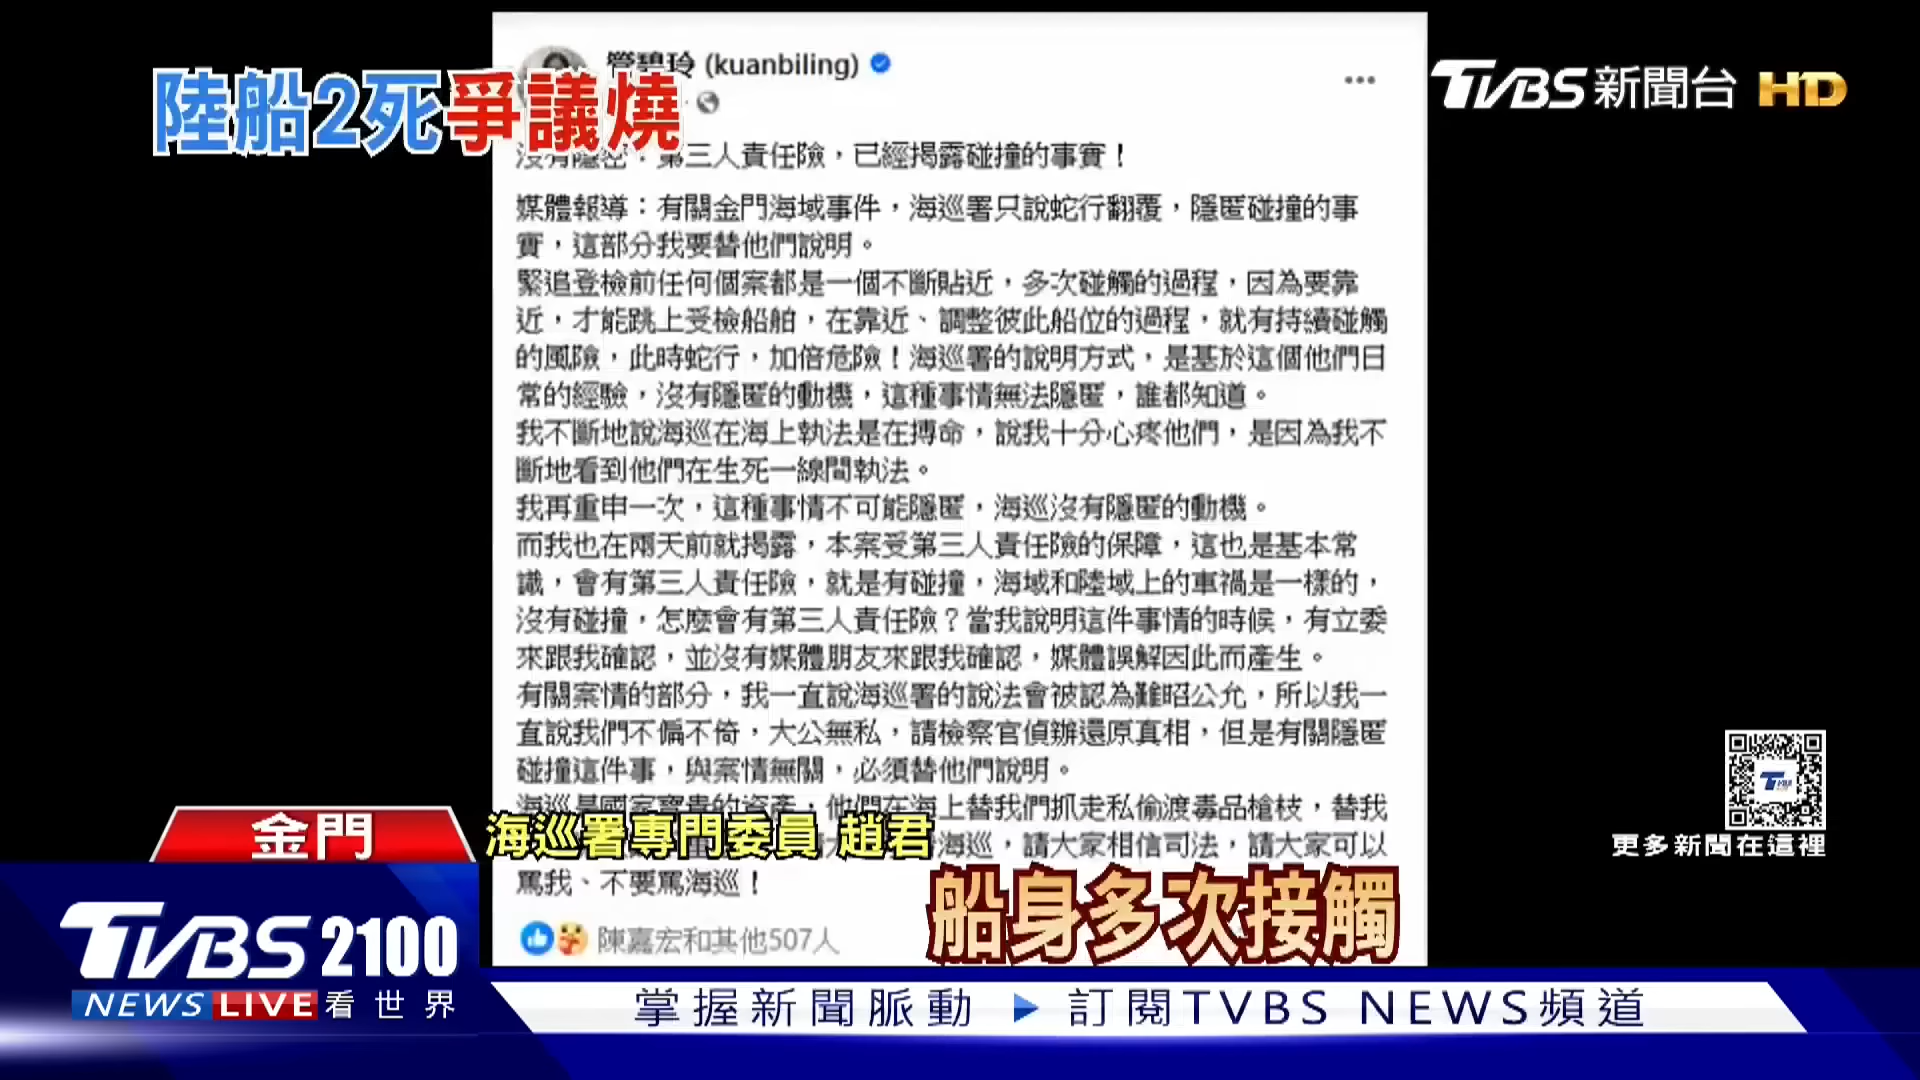 管碧玲 (kuanbiling)
陸船2死爭議燒
TVBS新聞台 HD
沒有隱密：第三人責任險，已經揭露碰撞的事實！
媒體報導：有關金門海域事件，海巡署只說蛇行翻覆，隱匿碰撞的事
實，這部分我要替他們說明。
緊追登檢前任何個案都是一個不斷貼近，多次碰觸的過程，因為要靠
近，才能跳上受檢船舶，在靠近、調整彼此船位的過程，就有持續碰觸
的風險，此時蛇行，加倍危險！海巡署的說明方式，是基於這個他們日
常的經驗，沒有隱匿的動機，這種事情無法隱匿，誰都知道。
我不斷地說海巡在海上執法是在搏命，說我十分心疼他們，是因為我不
斷地看到他們在生死一線間執法。
我再重申一次，這種事情不可能隱匿，海巡沒有隱匿的動機。
而我也在兩天前就揭露，本案受第三人責任險的保障，這也是基本常
識，會有第三人責任險，就是有碰撞，海域和陸域上的車禍是一樣的，
沒有碰撞，怎麼會有第三人責任險？當我說明這件事情的時候，有立委
來跟我確認，並沒有媒體朋友來跟我確認，媒體誤解因此而產生。
有關案情的部分，我一直說海巡署的說法會被認為難昭公允，所以我一
直說我們不偏不倚，大公無私，請檢察官偵辦還原真相，但是有關隱匿
碰撞這件事，與案情無關，必須替他們說明。
海巡是國家寶貴的資產，他們在海上替我們抓走私偷渡毒品槍枝，替我
海巡，請大家相信司法，請大家可以
罵我、不要罵海巡！
陳嘉宏和其他507人
金門
海巡署專門委員 趙君
船身多次接觸
TVBS
更多新聞在這裡
TVBS 2100
NEWS LIVE 看世界
掌握新聞脈動 ▶ 訂閱TVBS NEWS頻道